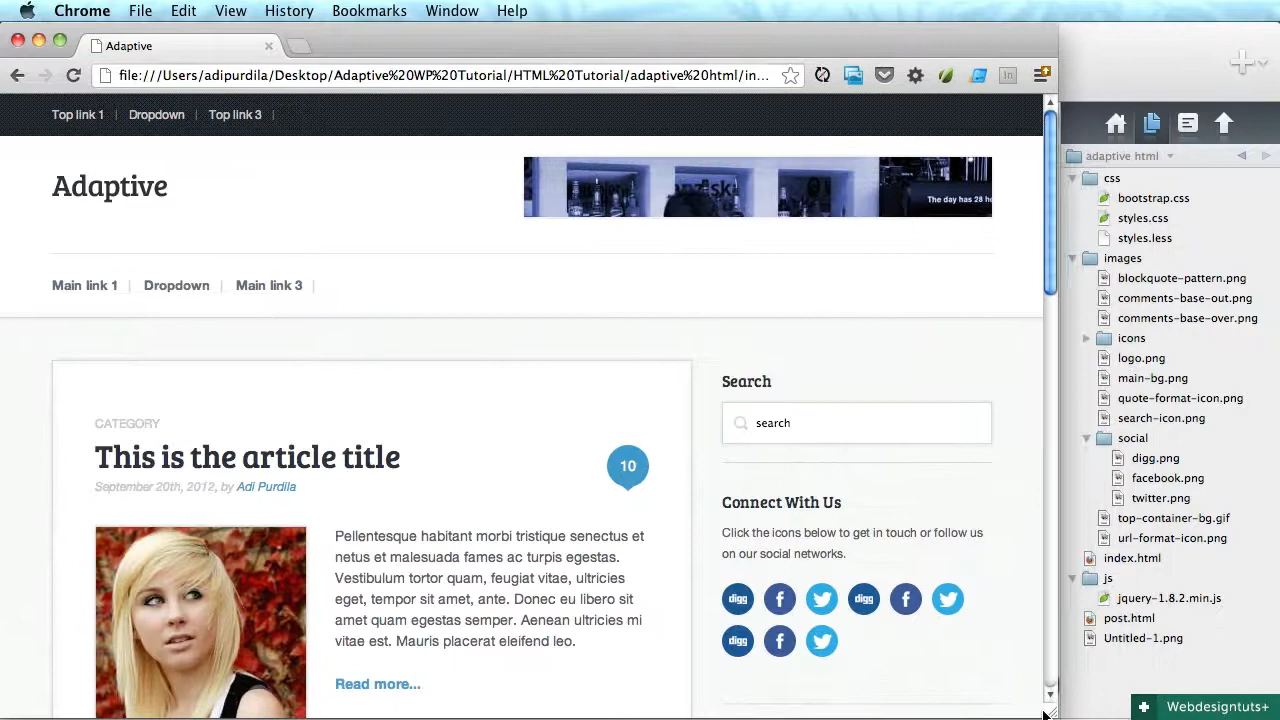 Chrome File Edit View History Bookmarks Window Help
Adaptive
file:///Users/adipurdila/Desktop/Adaptive%20WP%20Tutorial/HTML%20Tutorial/adaptive%20html/in...
Top link 1 Dropdown Top link 3
Adaptive
The day has 28 h
Main link 1 Dropdown Main link 3
CATEGORY
This is the article title
10
September 20th, 2012, by Adi Purdila
Pellentesque habitant morbi tristique senectus et
netus et malesuada fames ac turpis egestas.
Vestibulum tortor quam, feugiat vitae, ultricies
eget, tempor sit amet, ante. Donec eu libero sit
amet quam egestas semper. Aenean ultricies mi
vitae est. Mauris placerat eleifend leo.
Read more...
Search
search
Connect With Us
Click the icons below to get in touch or follow us
on our social networks.
digg digg
digg
adaptive html
css
bootstrap.css
styles.css
styles.less
images
blockquote-pattern.png
comments-base-out.png
comments-base-over.png
icons
logo.png
main-bg.png
quote-format-icon.png
search-icon.png
social
digg.png
facebook.png
twitter.png
top-container-bg.gif
url-format-icon.png
index.html
js
jquery-1.8.2.min.js
post.html
Untitled-1.png
Webdesigntuts+